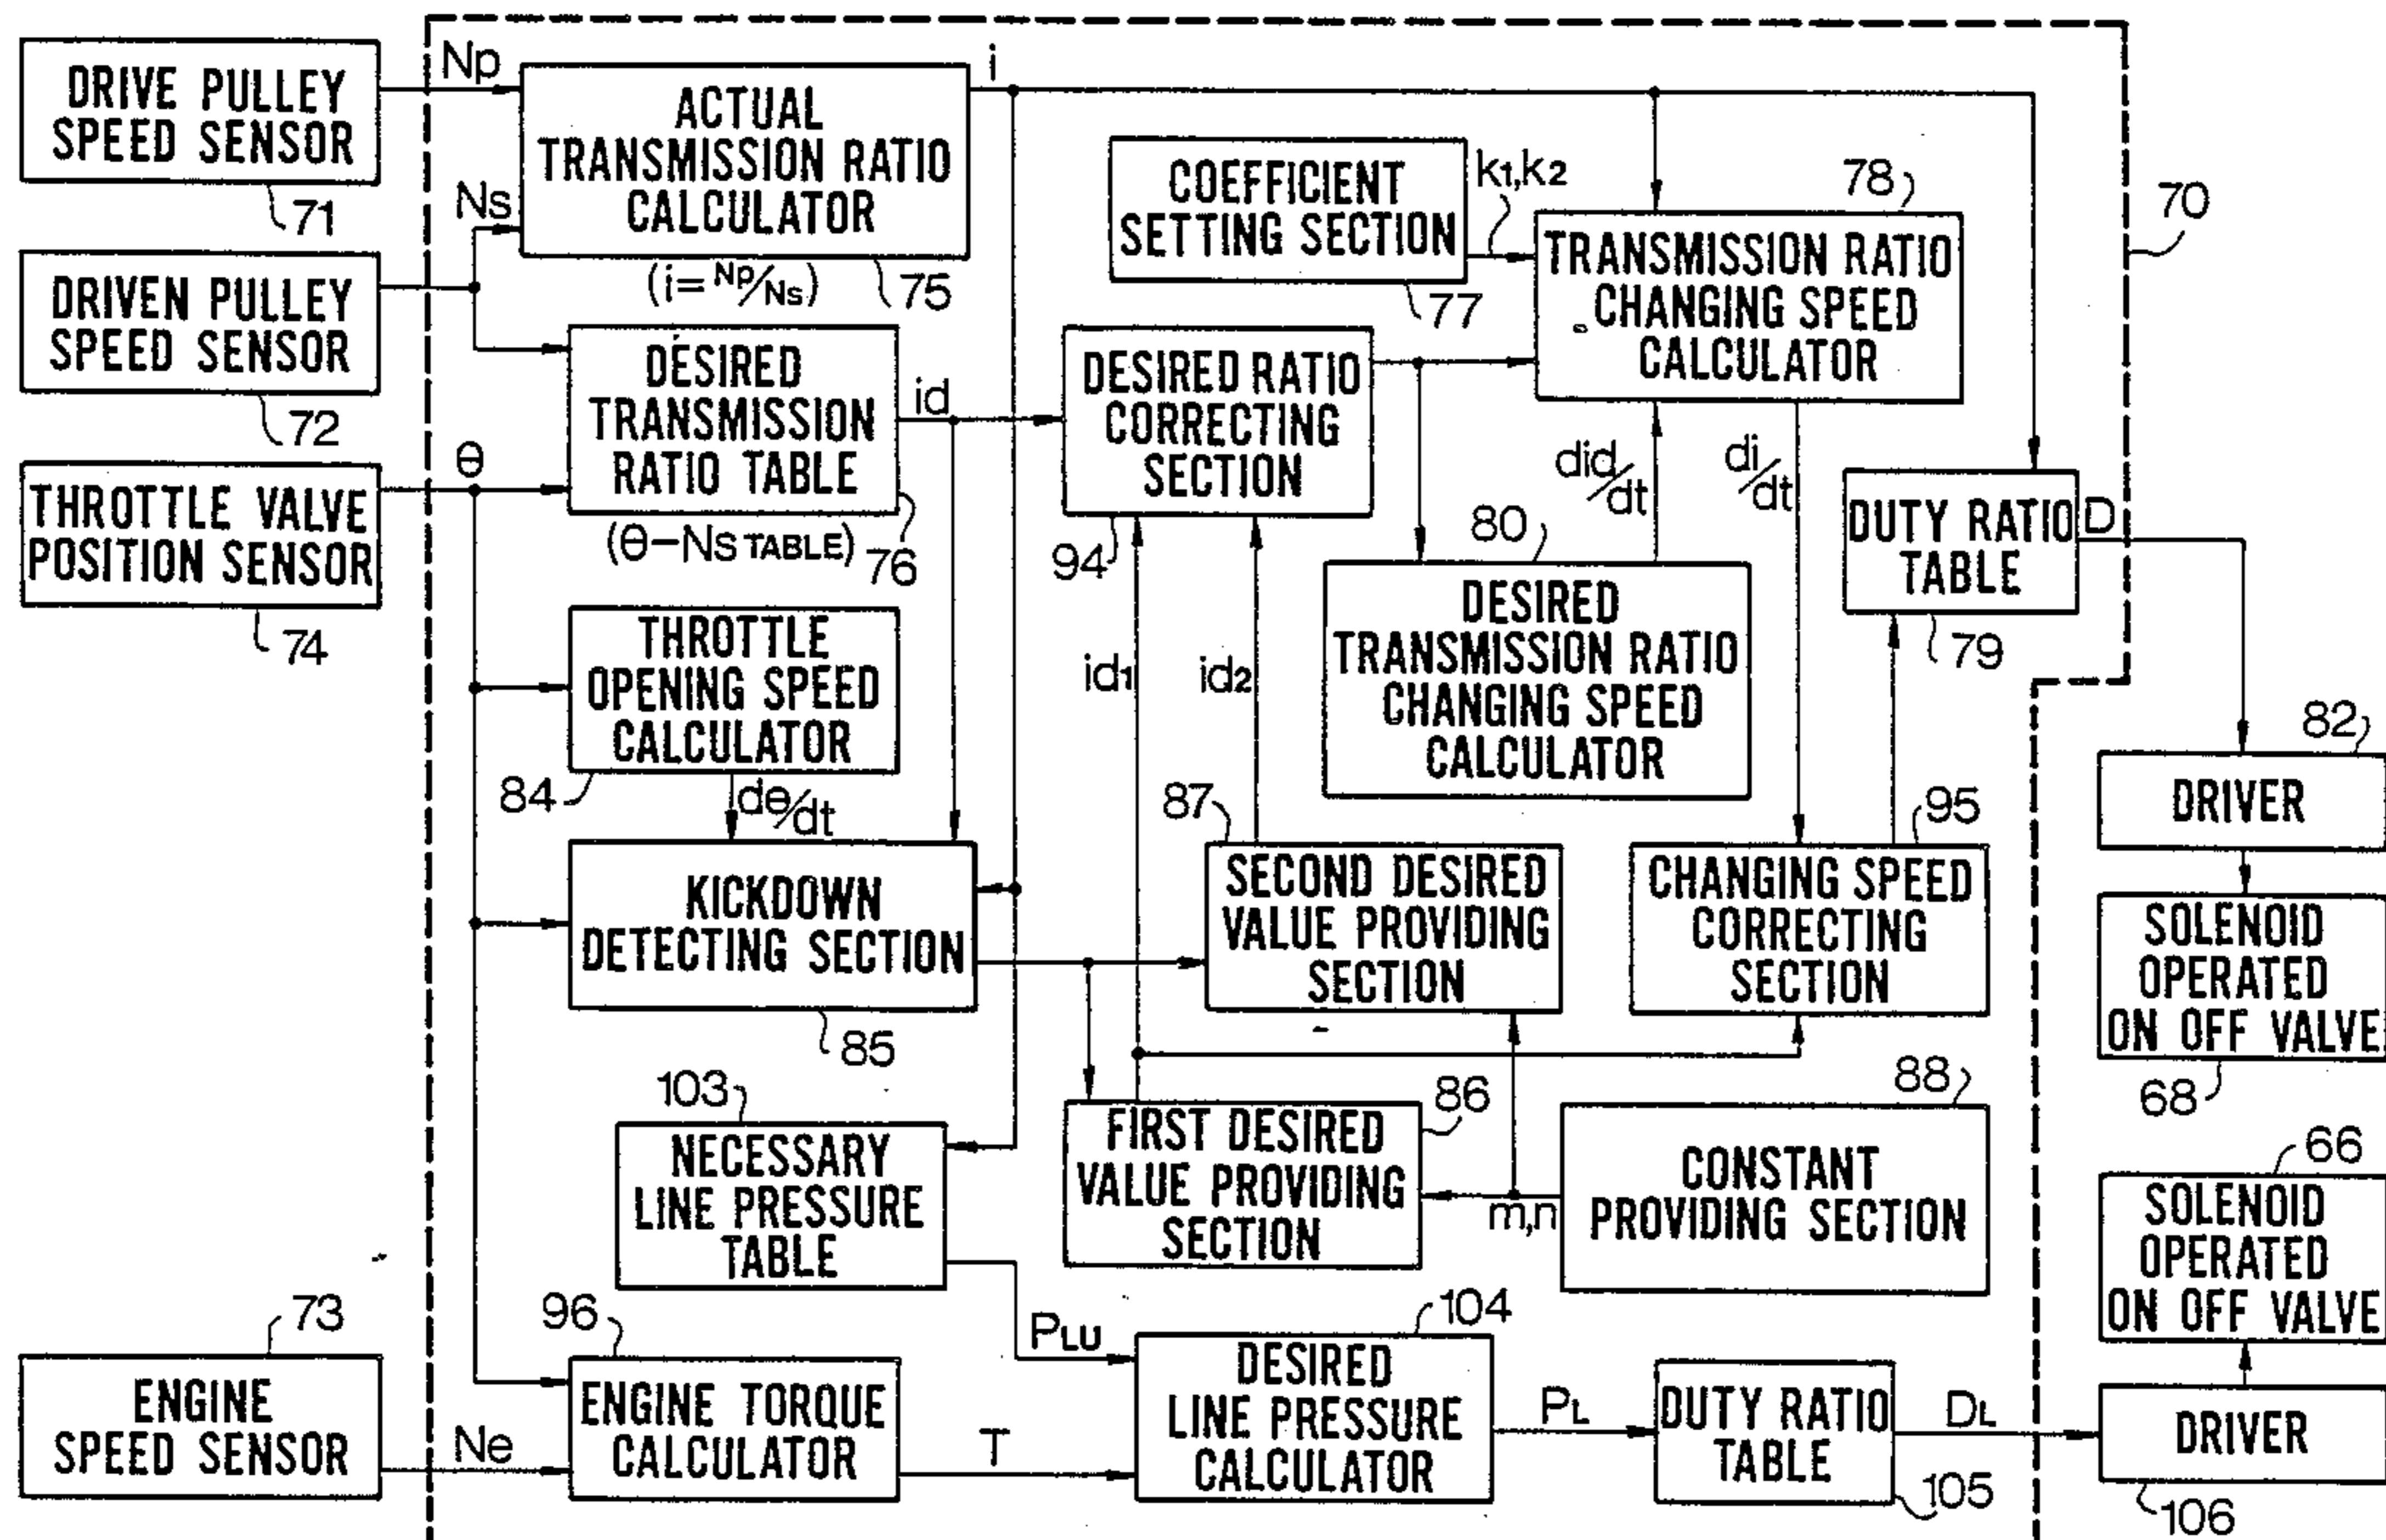 DRIVE PULLEY
SPEED SENSOR
71
Np
ACTUAL
TRANSMISSION RATIO
CALCULATOR
(i=Np/Ns)
75
i
Ns
DRIVEN PULLEY
SPEED SENSOR
72
COEFFICIENT
SETTING SECTION
77
k1,k2
78
TRANSMISSION RATIO
CHANGING SPEED
CALCULATOR
70
DESIRED
TRANSMISSION
RATIO TABLE
(θ-NS TABLE)
76
id
DESIRED RATIO
CORRECTING
SECTION
94
THROTTLE VALVE
POSITION SENSOR
74
θ
did/dt
di/dt
DUTY RATIO
TABLE
79
D
80
DESIRED
TRANSMISSION RATIO
CHANGING SPEED
CALCULATOR
THROTTLE
OPENING SPEED
CALCULATOR
84
dθ/dt
id1
id2
82
DRIVER
87
SECOND DESIRED
VALUE PROVIDING
SECTION
95
CHANGING SPEED
CORRECTING
SECTION
KICKDOWN
DETECTING SECTION
85
SOLENOID
OPERATED
ON OFF VALVE
68
103
NECESSARY
LINE PRESSURE
TABLE
86
FIRST DESIRED
VALUE PROVIDING
SECTION
m,n
88
CONSTANT
PROVIDING SECTION
66
SOLENOID
OPERATED
ON OFF VALVE
73
ENGINE
SPEED SENSOR
Ne
96
ENGINE TORQUE
CALCULATOR
T
PLU
104
DESIRED
LINE PRESSURE
CALCULATOR
PL
DUTY RATIO
TABLE
105
DL
DRIVER
106